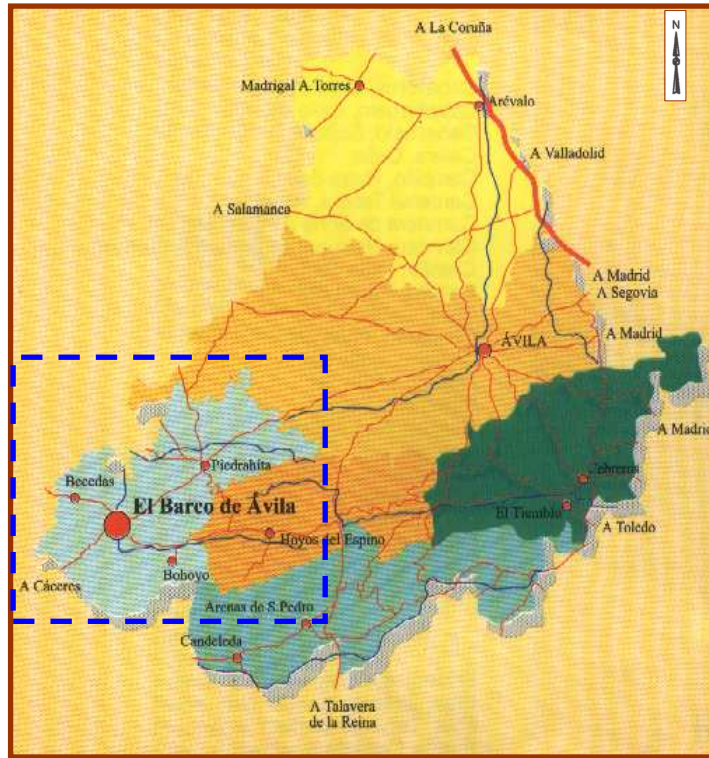 N
A La Coruña
Madrigal A.Torres
Arévalo
A Valladolid
A Salamanca
A Madrid
A Segovia
ÁVILA
A Madrid
A Madrid
Piedrahita
Becedas
Cebreros
El Barco de Ávila
El Tiemblo
A Toledo
Hoyos del Espino
Bohoyo
A Cáceres
Arenas de S.Pedro
Candeleda
A Talavera
de la Reina